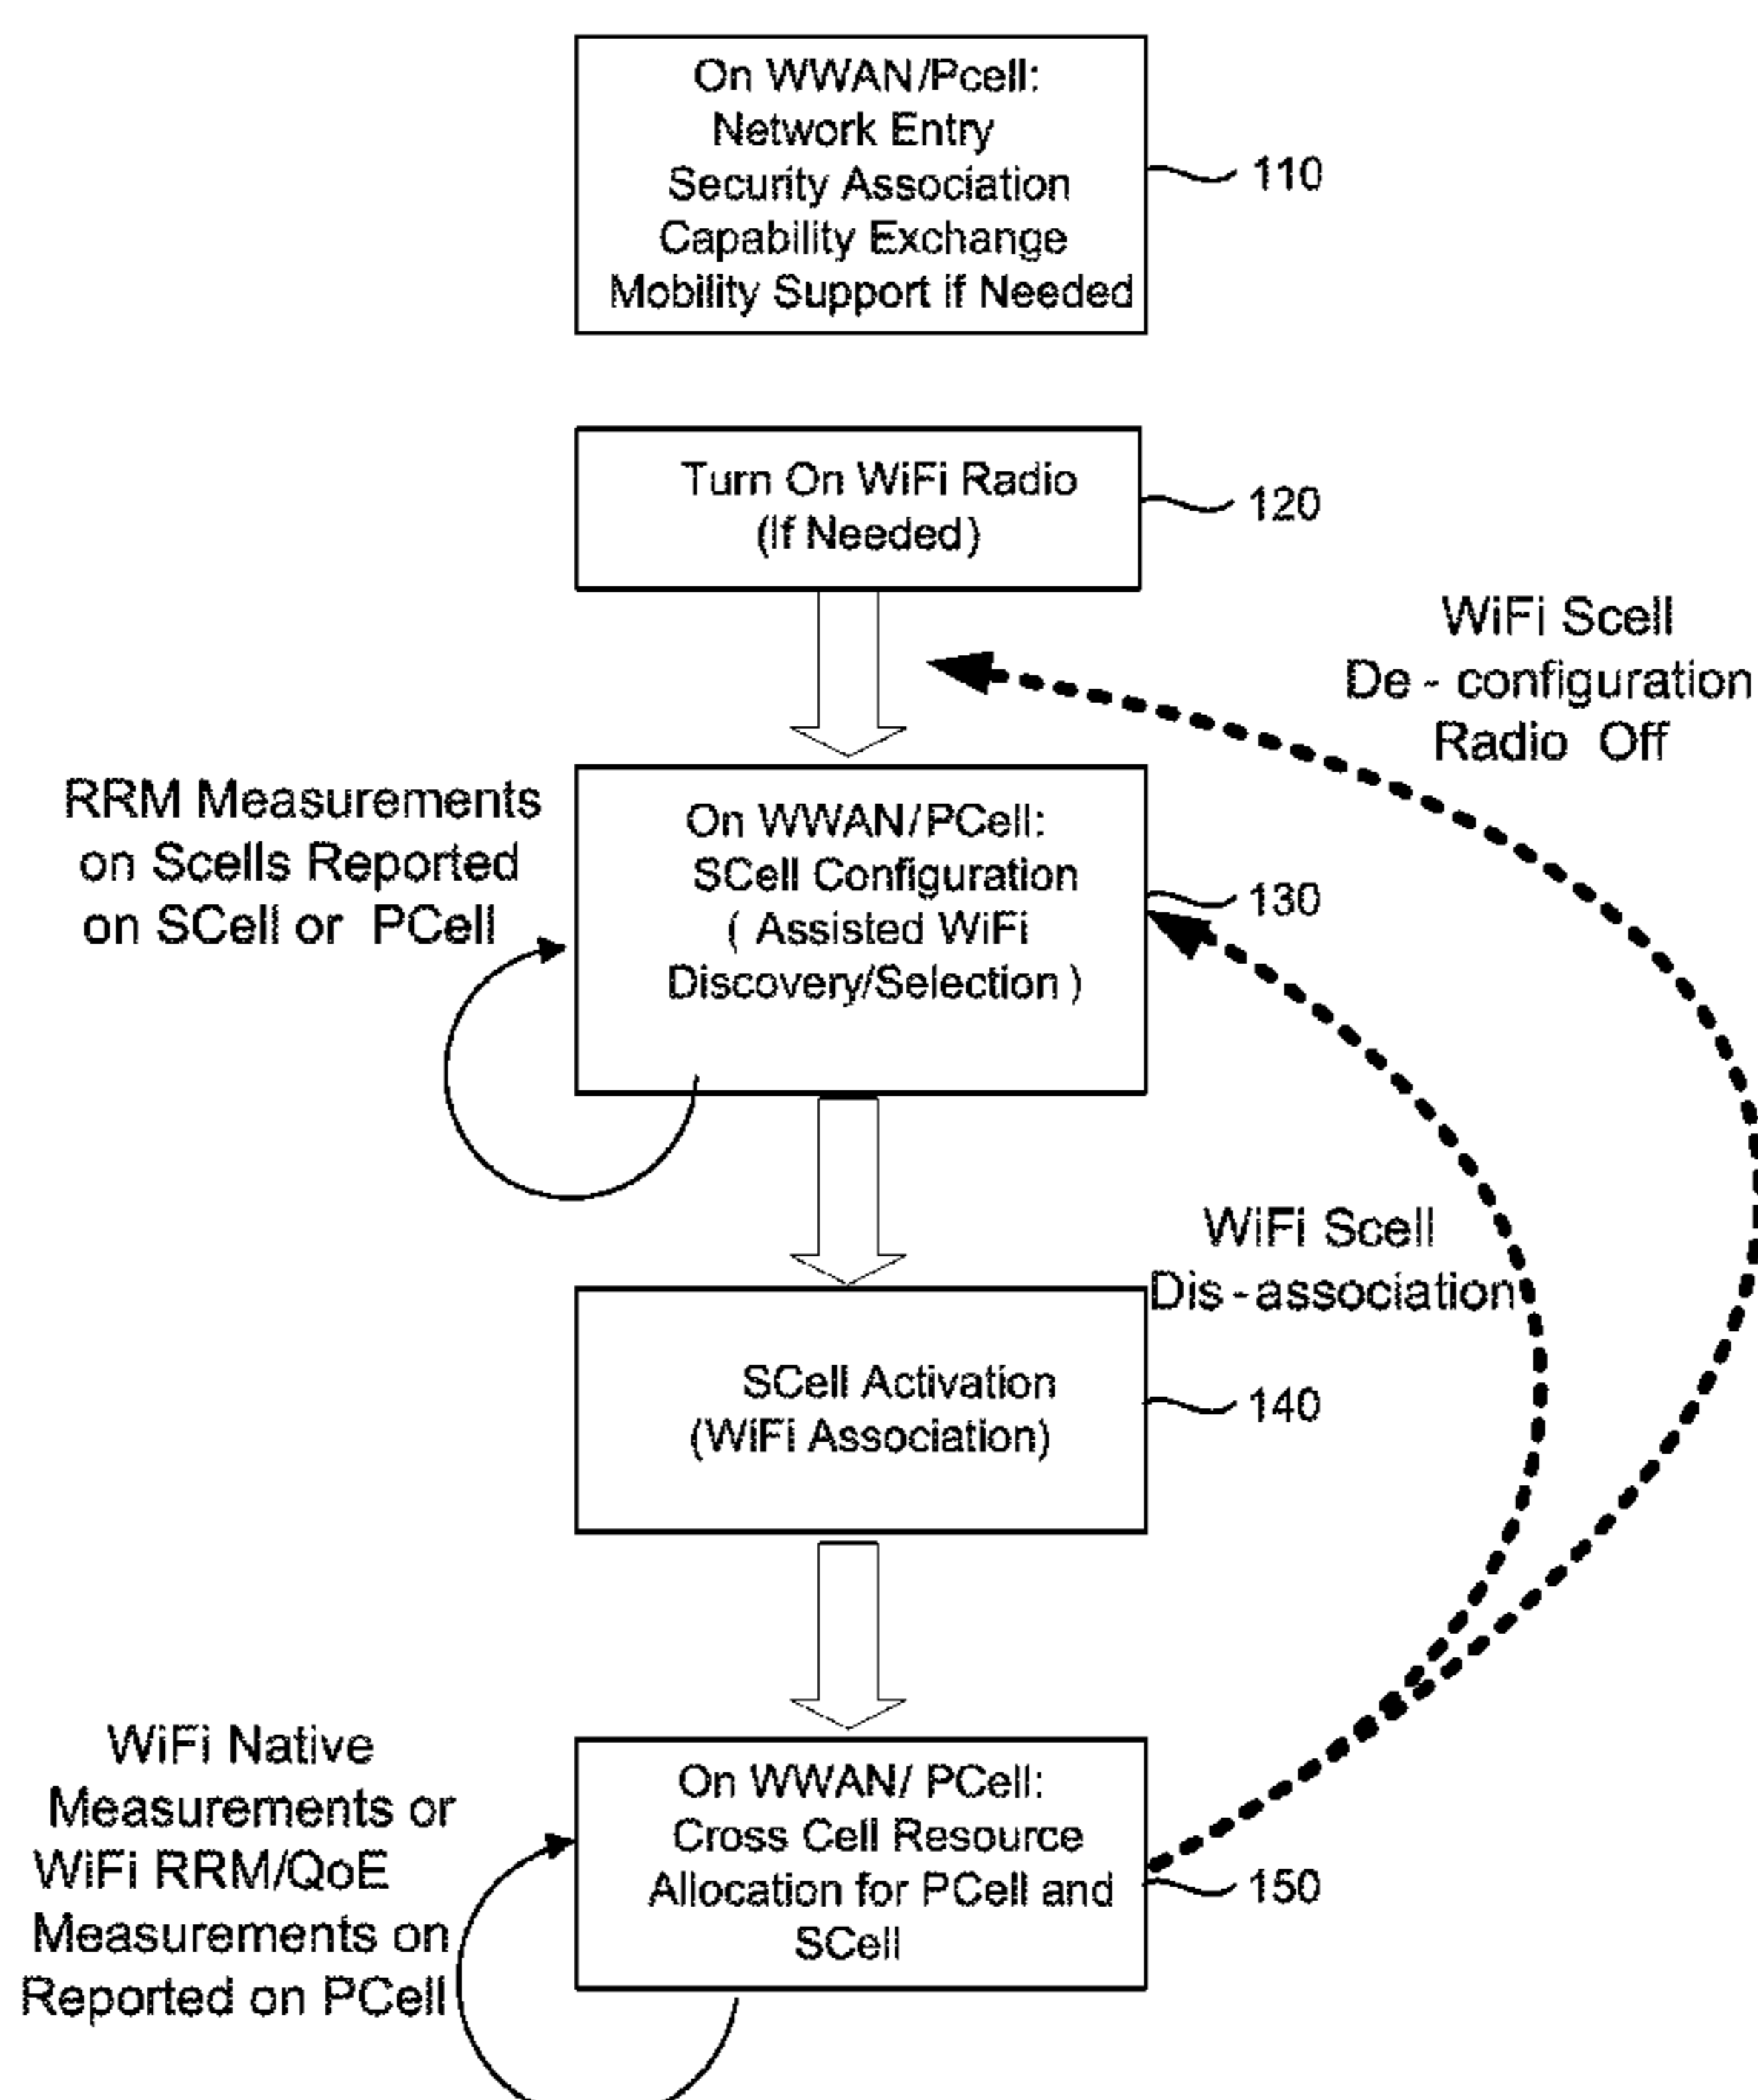 On WWAN/Pcell:
Network Entry
Security Association
Capability Exchange
Mobility Support if Needed
110
Turn On WiFi Radio
(If Needed)
120
WiFi Scell
De - configuration
Radio Off
RRM Measurements
on Scells Reported
on SCell or PCell
On WWAN/PCell:
SCell Configuration
( Assisted WiFi
Discovery/Selection )
130
WiFi Scell
Dis - association
SCell Activation
(WiFi Association)
140
WiFi Native
Measurements or
WiFi RRM/QoE
Measurements on
Reported on PCell
On WWAN/ PCell:
Cross Cell Resource
Allocation for PCell and
SCell
150